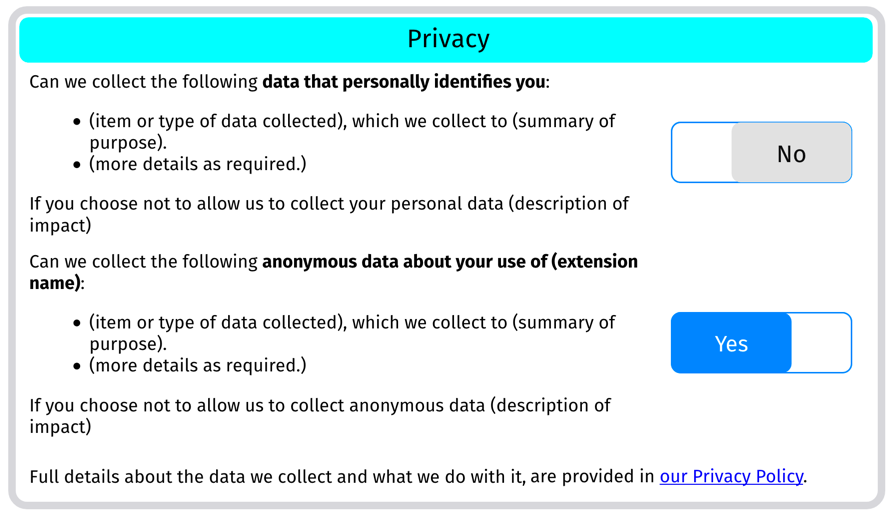 Privacy
Can we collect the following data that personally identifies you:
• (item or type of data collected), which we collect to (summary of
purpose).
• (more details as required.)
No
If you choose not to allow us to collect your personal data (description of
impact)
Can we collect the following anonymous data about your use of (extension
name):
• (item or type of data collected), which we collect to (summary of
purpose).
• (more details as required.)
Yes
If you choose not to allow us to collect anonymous data (description of
impact)
Full details about the data we collect and what we do with it, are provided in our Privacy Policy.